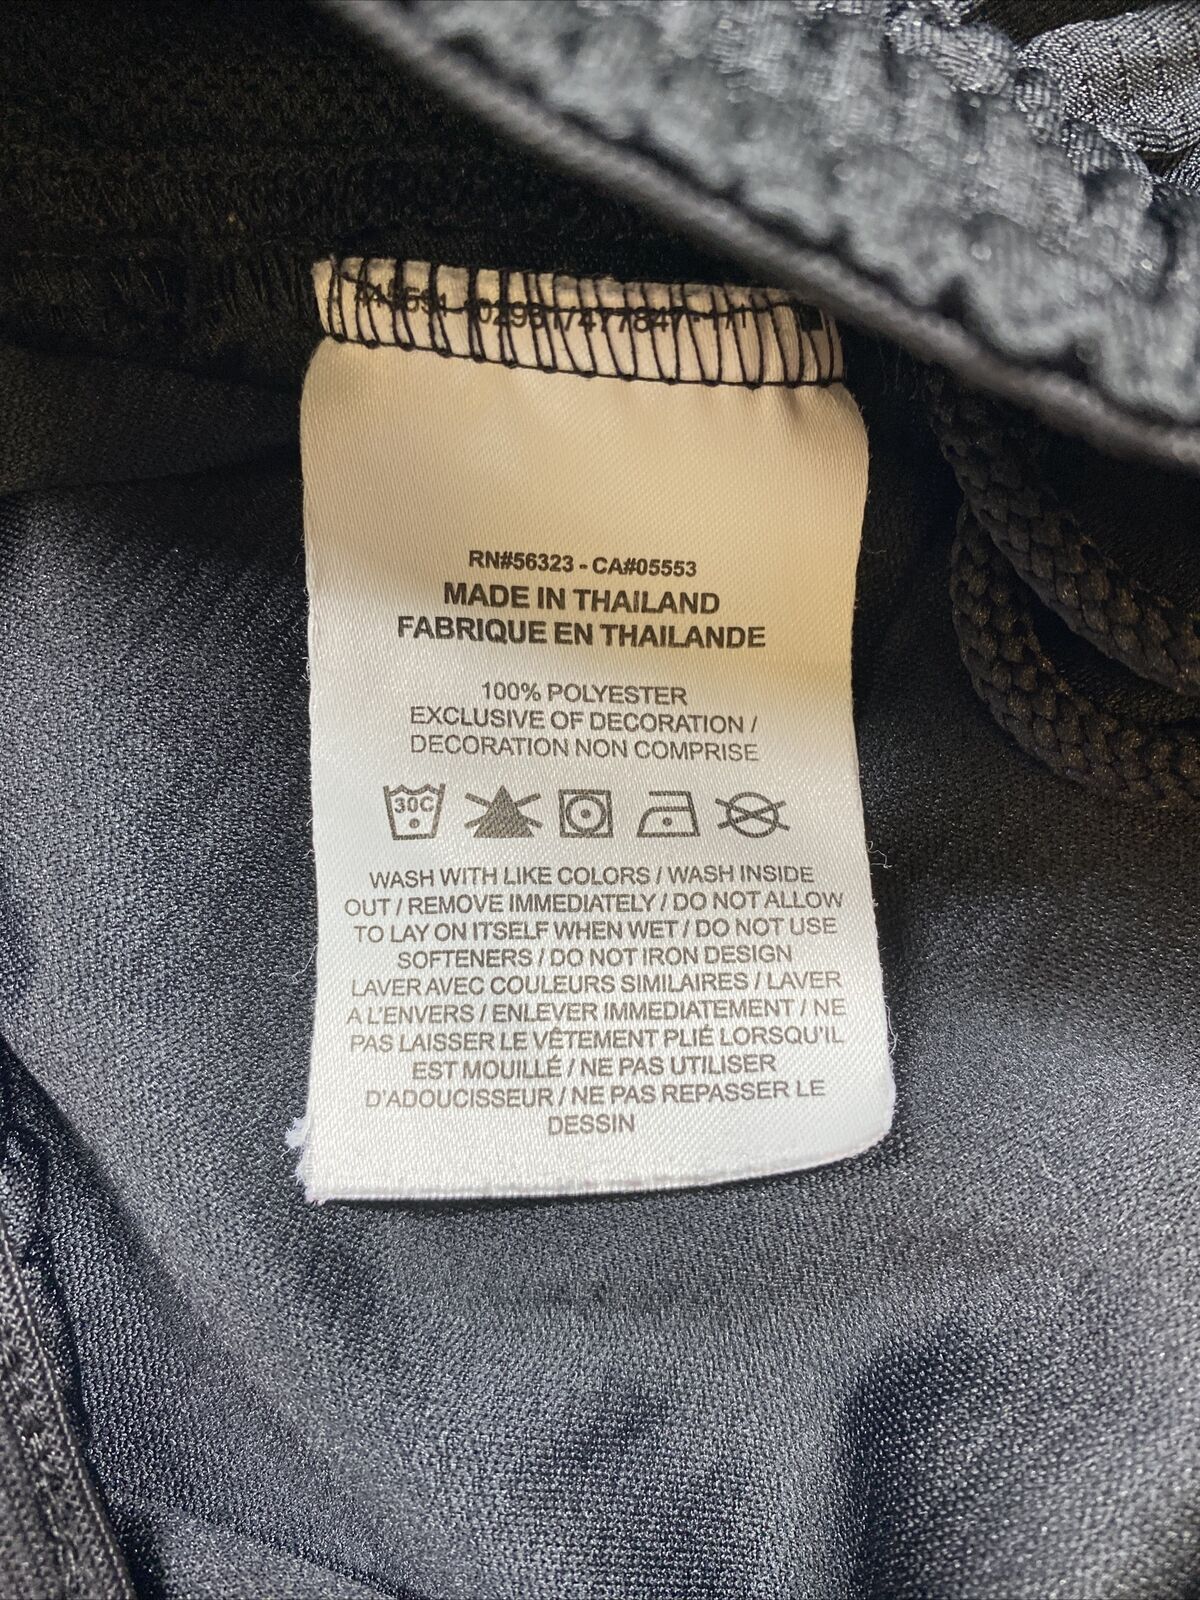 RN#56323 - CA#05553
MADE IN THAILAND
FABRIQUE EN THAILANDE
100% POLYESTER
EXCLUSIVE OF DECORATION /
DECORATION NON COMPRISE
30C
WASH WITH LIKE COLORS / WASH INSIDE
OUT / REMOVE IMMEDIATELY / DO NOT ALLOW
TO LAY ON ITSELF WHEN WET / DO NOT USE
SOFTENERS / DO NOT IRON DESIGN
LAVER AVEC COULEURS SIMILAIRES / LAVER
A L'ENVERS / ENLEVER IMMEDIATEMENT / NE
PAS LAISSER LE VÊTEMENT PLIÉ LORSQU'IL
EST MOUILLÉ / NE PAS UTILISER
D'ADOUCISSEUR / NE PAS REPASSER LE
DESSIN